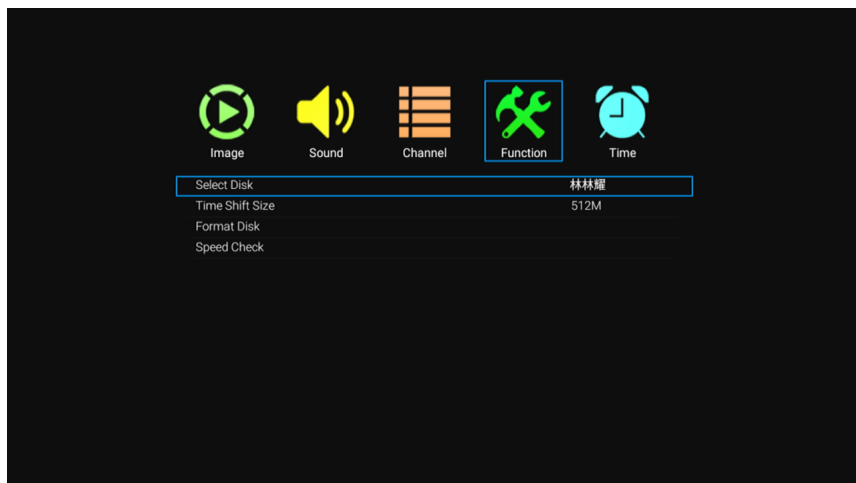 Image Sound Channel Function Time
Select Disk 林林耀
Time Shift Size 512M
Format Disk
Speed Check